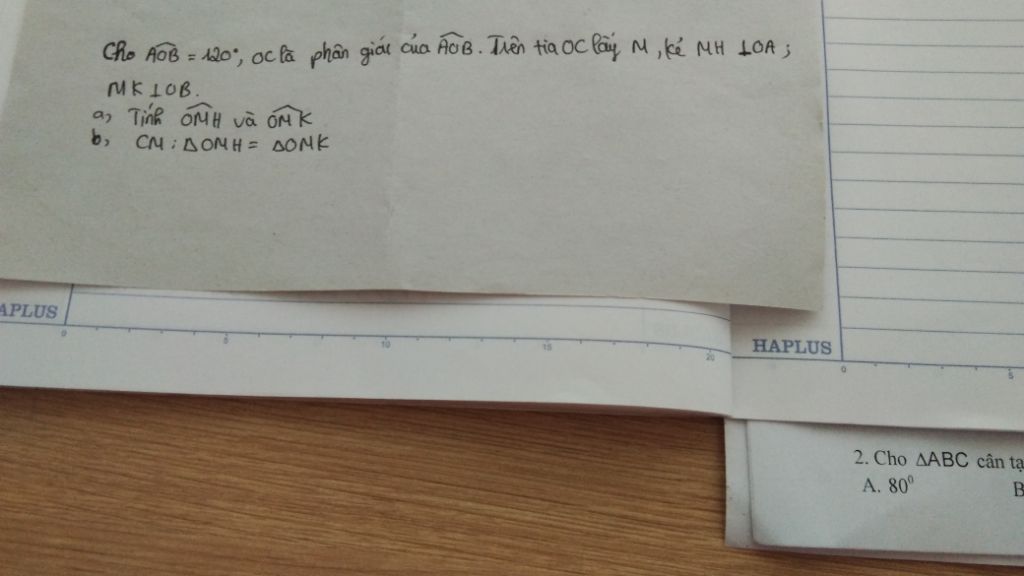 Cho AOB = 120°, OC là phân giác của AOB. Trên tia OC lấy M, kẻ MH ⊥ OA;
MK ⊥ OB.
a, Tính OMH và OMK
b, CM: ΔOMH = ΔOMK
APLUS
0 5 10 15 20
HAPLUS
0 5
2. Cho ΔABC cân tạ
A. 80⁰ B